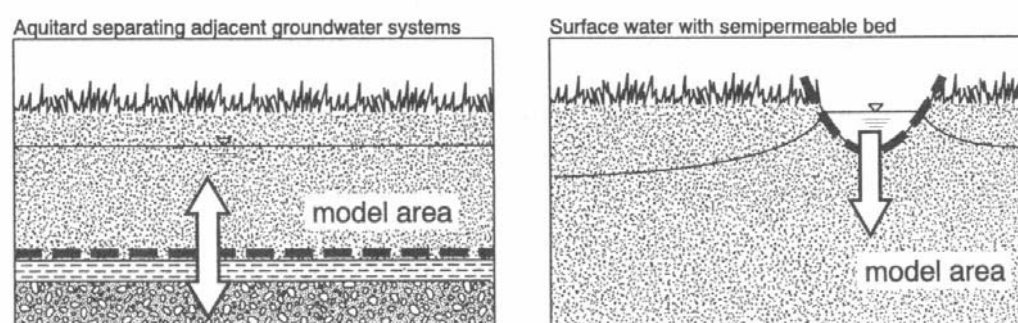 Aquitard separating adjacent groundwater systems
model area
Surface water with semipermeable bed
model area